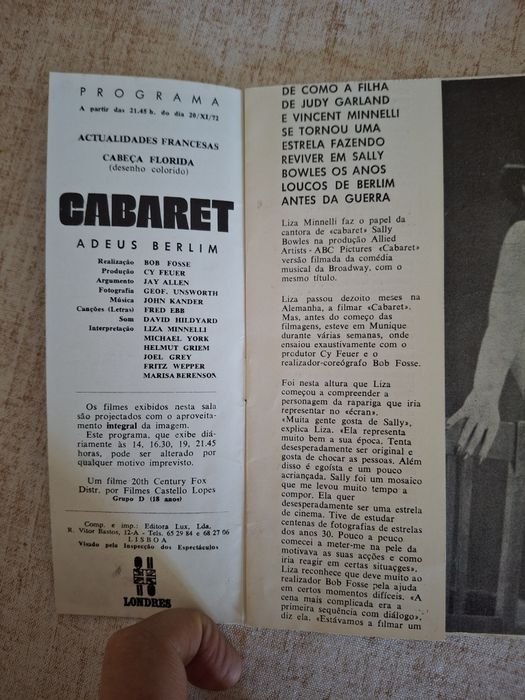 PROGRAMA
A partir das 21.45 h. do dia 20/XI/72
ACTUALIDADES FRANCESAS
CABEÇA FLORIDA
(desenho colorido)
CABARET
ADEUS BERLIM
Realização BOB FOSSE
Produção CY FEUER
Argumento JAY ALLEN
Fotografia GEOF. UNSWORTH
Música JOHN KANDER
Canções (Letras) FRED EBB
Som DAVID HILDYARD
Interpretação LIZA MINNELLI
MICHAEL YORK
HELMUT GRIEM
JOEL GREY
FRITZ WEPPER
MARISA BERENSON
Os filmes exibidos nesta sala
são projectados com o aproveita-
mento integral da imagem.
Este programa, que exibe diá-
riamente às 14, 16.30, 19, 21.45
horas, pode ser alterado por
qualquer motivo imprevisto.
Um filme 20th Century Fox
Distr. por Filmes Castello Lopes
Grupo D (18 anos)
Comp. e imp.: Editora Lux, Lda.
R. Vitor Bastos, 12-A - Tels. 65 29 84 e 68 27 06
LISBOA
Visado pela Inspecção dos Espectáculos
LONDRES
DE COMO A FILHA
DE JUDY GARLAND
E VINCENT MINNELLI
SE TORNOU UMA
ESTRELA FAZENDO
REVIVER EM SALLY
BOWLES OS ANOS
LOUCOS DE BERLIM
ANTES DA GUERRA
Liza Minnelli faz o papel da
cantora de «cabaret» Sally
Bowles na produção Allied
Artists - ABC Pictures «Cabaret»
versão filmada da comédia
musical da Broadway, com o
mesmo título.
Liza passou dezoito meses na
Alemanha, a filmar «Cabaret».
Mas, antes do começo das
filmagens, esteve em Munique
durante várias semanas, onde
ensaiou exaustivamente com o
produtor Cy Feuer e o
realizador-coreógrafo Bob Fosse.
Foi nesta altura que Liza
começou a compreender a
personagem da rapariga que iria
representar no «écran».
«Muita gente gosta de Sally»,
explica Liza. «Ela representa
muito bem a sua época. Tenta
desesperadamente ser original e
gosta de chocar as pessoas. Além
disso é egoísta e um pouco
acriançada, Sally foi um mosaico
que me levou muito tempo a
compor. Ela quer
desesperadamente ser uma estrela
de cinema. Tive de estudar
centenas de fotografias de estrelas
dos anos 30. Pouco a pouco
comecei a meter-me na pele da
motivava as suas acções e como
iria reagir em certas situaçges».
Liza reconhece que deve muito ao
realizador Bob Fosse pela ajuda
em certos momentos difíceis. «A
cena mais complicada era a
primeira sequência com diálogo»,
diz ela. «Estávamos a filmar um